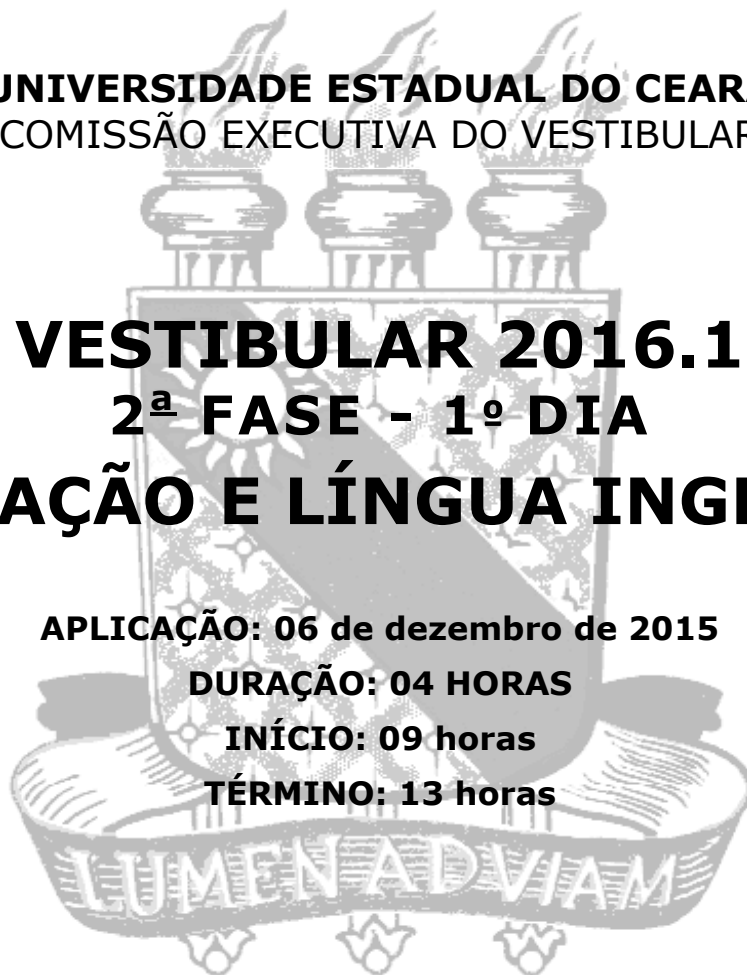 UNIVERSIDADE ESTADUAL DO CEARÁ
COMISSÃO EXECUTIVA DO VESTIBULAR
VESTIBULAR 2016.1
2ª FASE - 1º DIA
AÇÃO E LÍNGUA ING
APLICAÇÃO: 06 de dezembro de 2015
DURAÇÃO: 04 HORAS
INÍCIO: 09 horas
TÉRMINO: 13 horas
LUMEN AD VIAM